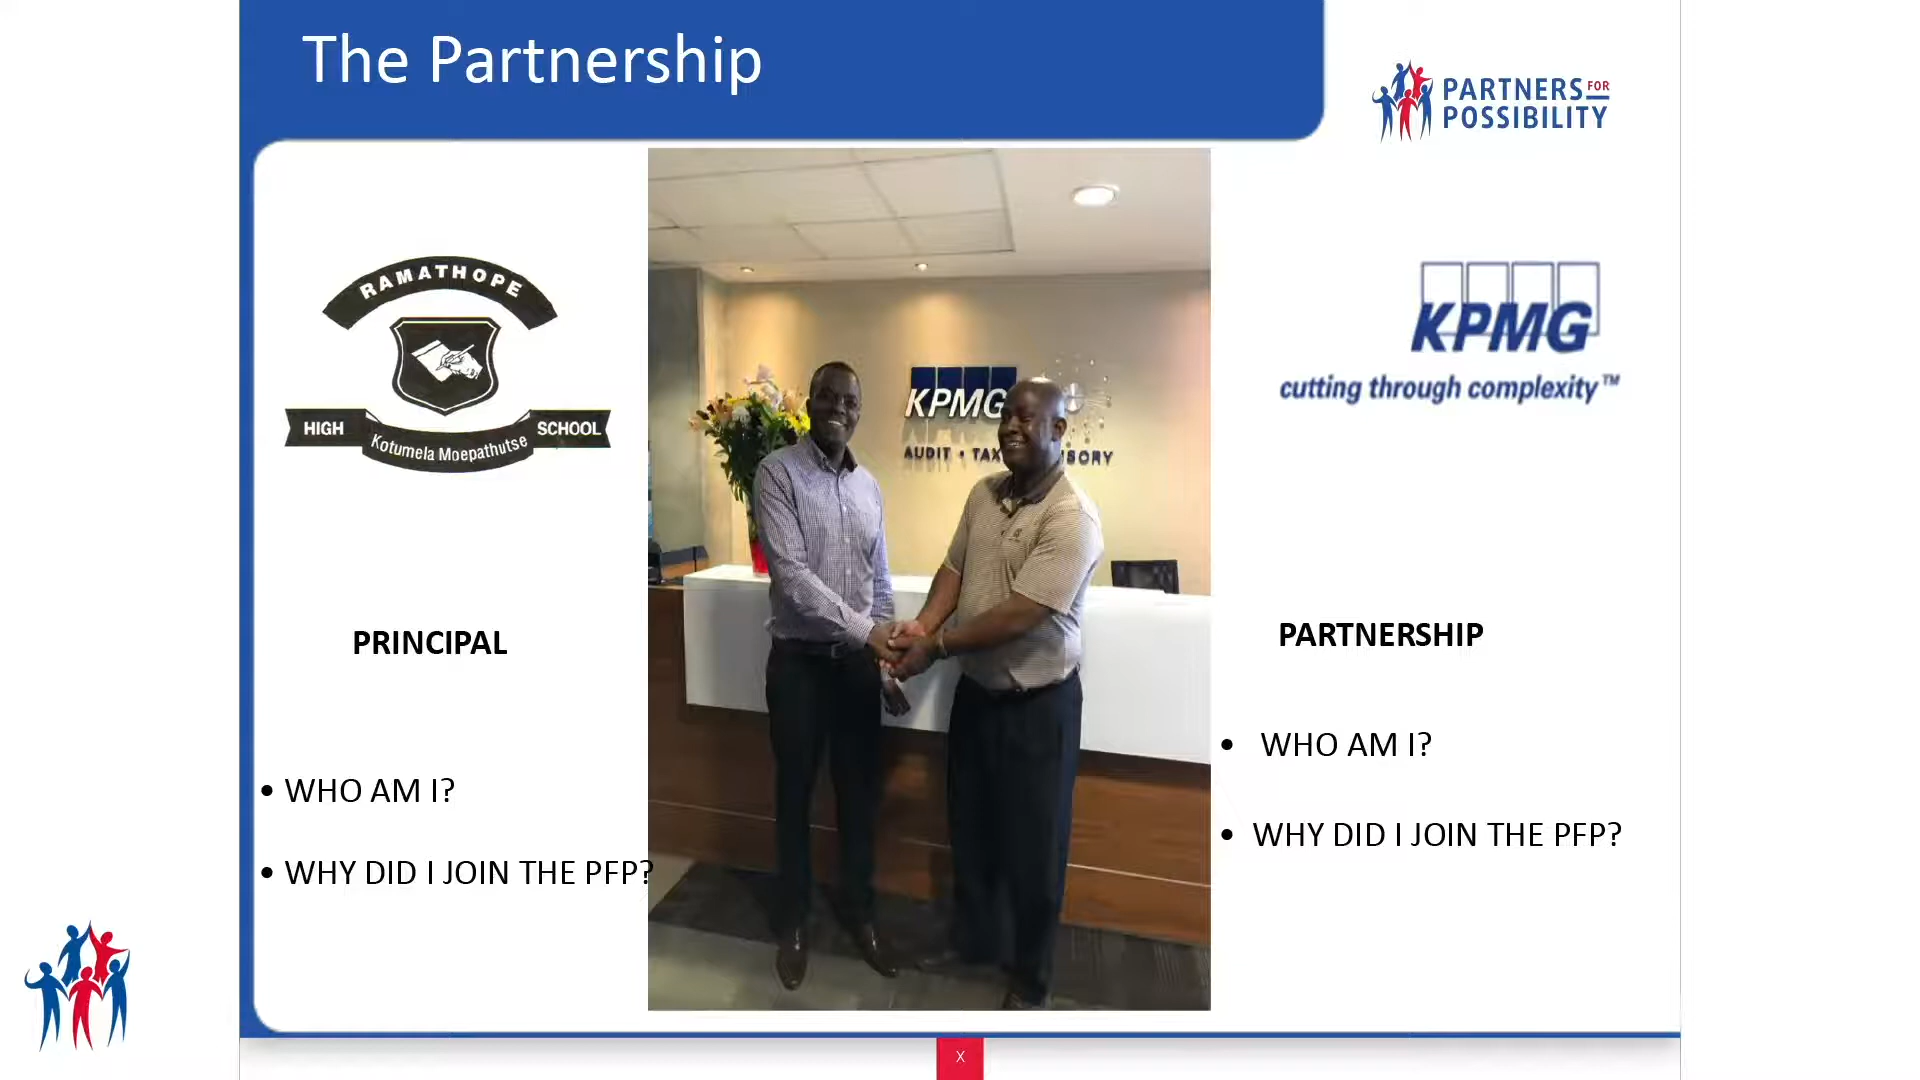 The Partnership
PARTNERS FOR
POSSIBILITY
RAMATHOPE
HIGH
Kotumela Moepathutse
SCHOOL
KPMG
AUDIT • TAX
KPMG
cutting through complexity™
PRINCIPAL
• WHO AM I?
• WHY DID I JOIN THE PFP?
PARTNERSHIP
• WHO AM I?
• WHY DID I JOIN THE PFP?
X